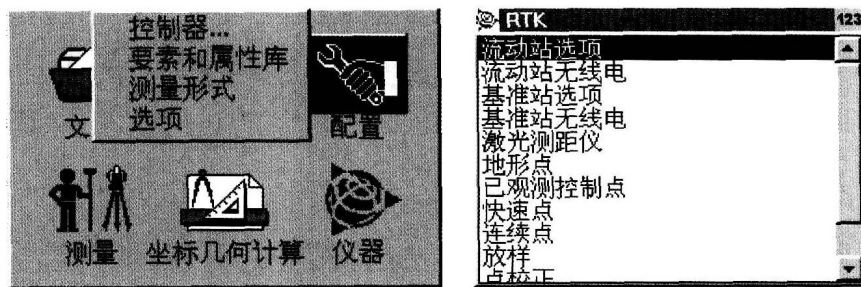 控制器...
要素和属性库
测量形式
选项
文
配置
测量
坐标几何计算
仪器
RTK
123
流动站选项
流动站无线电
基准站选项
基准站无线电
激光测距仪
地形点
已观测控制点
快速点
连续点
放样
点校正